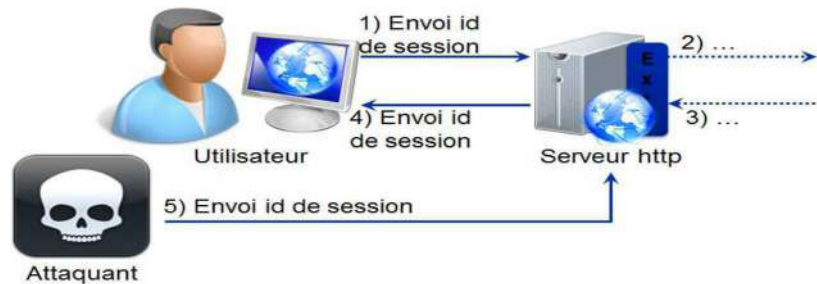 1) Envoi id
de session
2) ...
E
x
3) ...
4) Envoi id
de session
Utilisateur
Serveur http
5) Envoi id de session
Attaquant